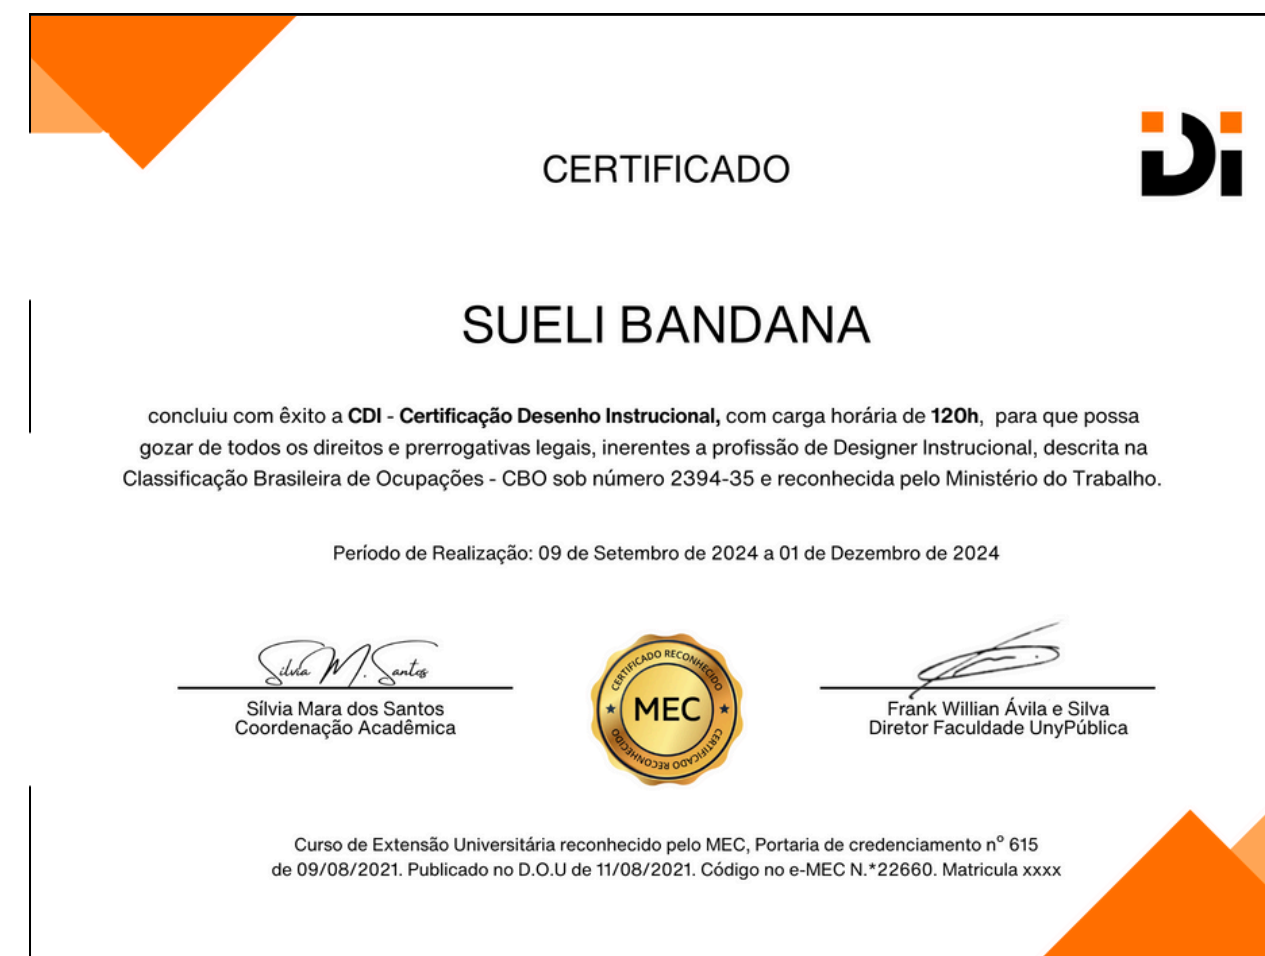 Di
CERTIFICADO
SUELI BANDANA
concluiu com êxito a CDI - Certificação Desenho Instrucional, com carga horária de 120h, para que possa
gozar de todos os direitos e prerrogativas legais, inerentes a profissão de Designer Instrucional, descrita na
Classificação Brasileira de Ocupações - CBO sob número 2394-35 e reconhecida pelo Ministério do Trabalho.
Período de Realização: 09 de Setembro de 2024 a 01 de Dezembro de 2024
Silvia M. Santos
Sílvia Mara dos Santos
Coordenação Acadêmica
CERTIFICADO RECONHECIDO
MEC
CERTIFICADO RECONHECIDO
Frank Willian Ávila e Silva
Diretor Faculdade UnyPública
Curso de Extensão Universitária reconhecido pelo MEC, Portaria de credenciamento nº 615
de 09/08/2021. Publicado no D.O.U de 11/08/2021. Código no e-MEC N.*22660. Matricula xxxx